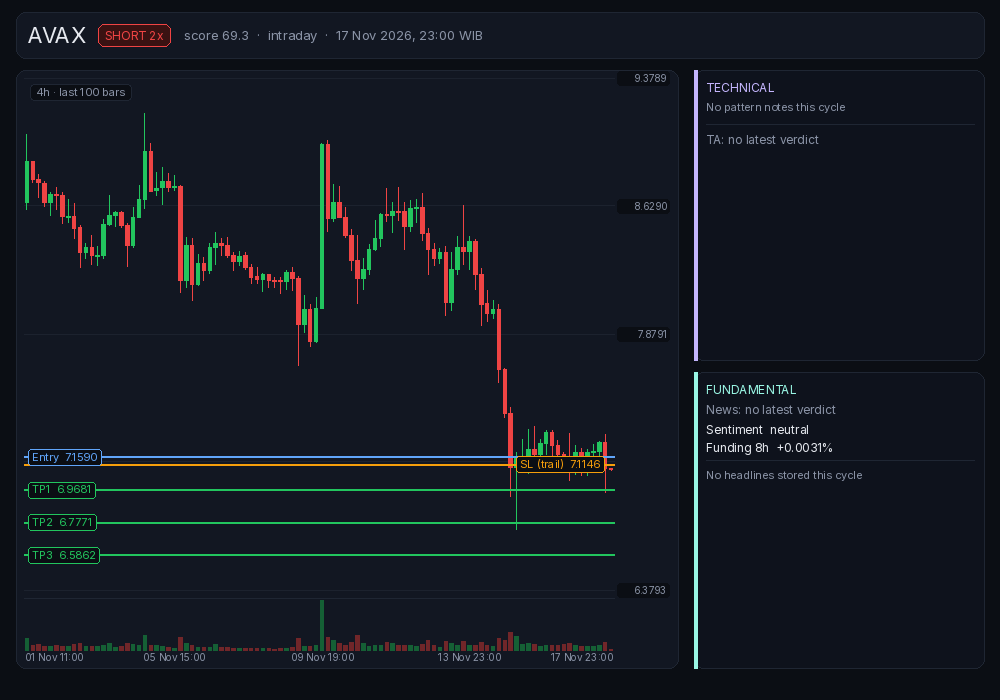 AVAX SHORT 2x score 69.3 · intraday · 17 Nov 2026, 23:00 WIB
4h · last 100 bars
9.3789
8.6290
7.8791
Entry 7.1590
SL (trail) 7.1146
TP1 6.9681
TP2 6.7771
TP3 6.5862
6.3793
01 Nov 11:00 05 Nov 15:00 09 Nov 19:00 13 Nov 23:00 17 Nov 23:00
TECHNICAL
No pattern notes this cycle
TA: no latest verdict
FUNDAMENTAL
News: no latest verdict
Sentiment neutral
Funding 8h +0.0031%
No headlines stored this cycle